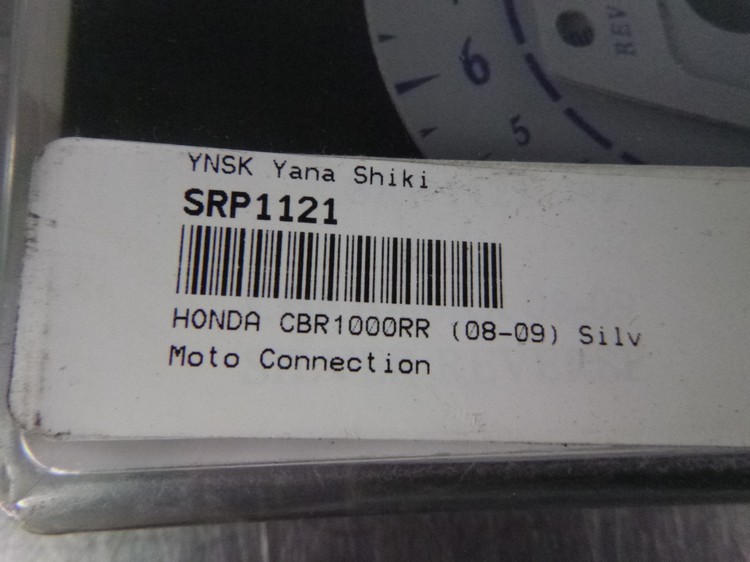 REV
6
5
YNSK Yana Shiki
SRP1121
HONDA CBR1000RR (08-09) Silv
Moto Connection